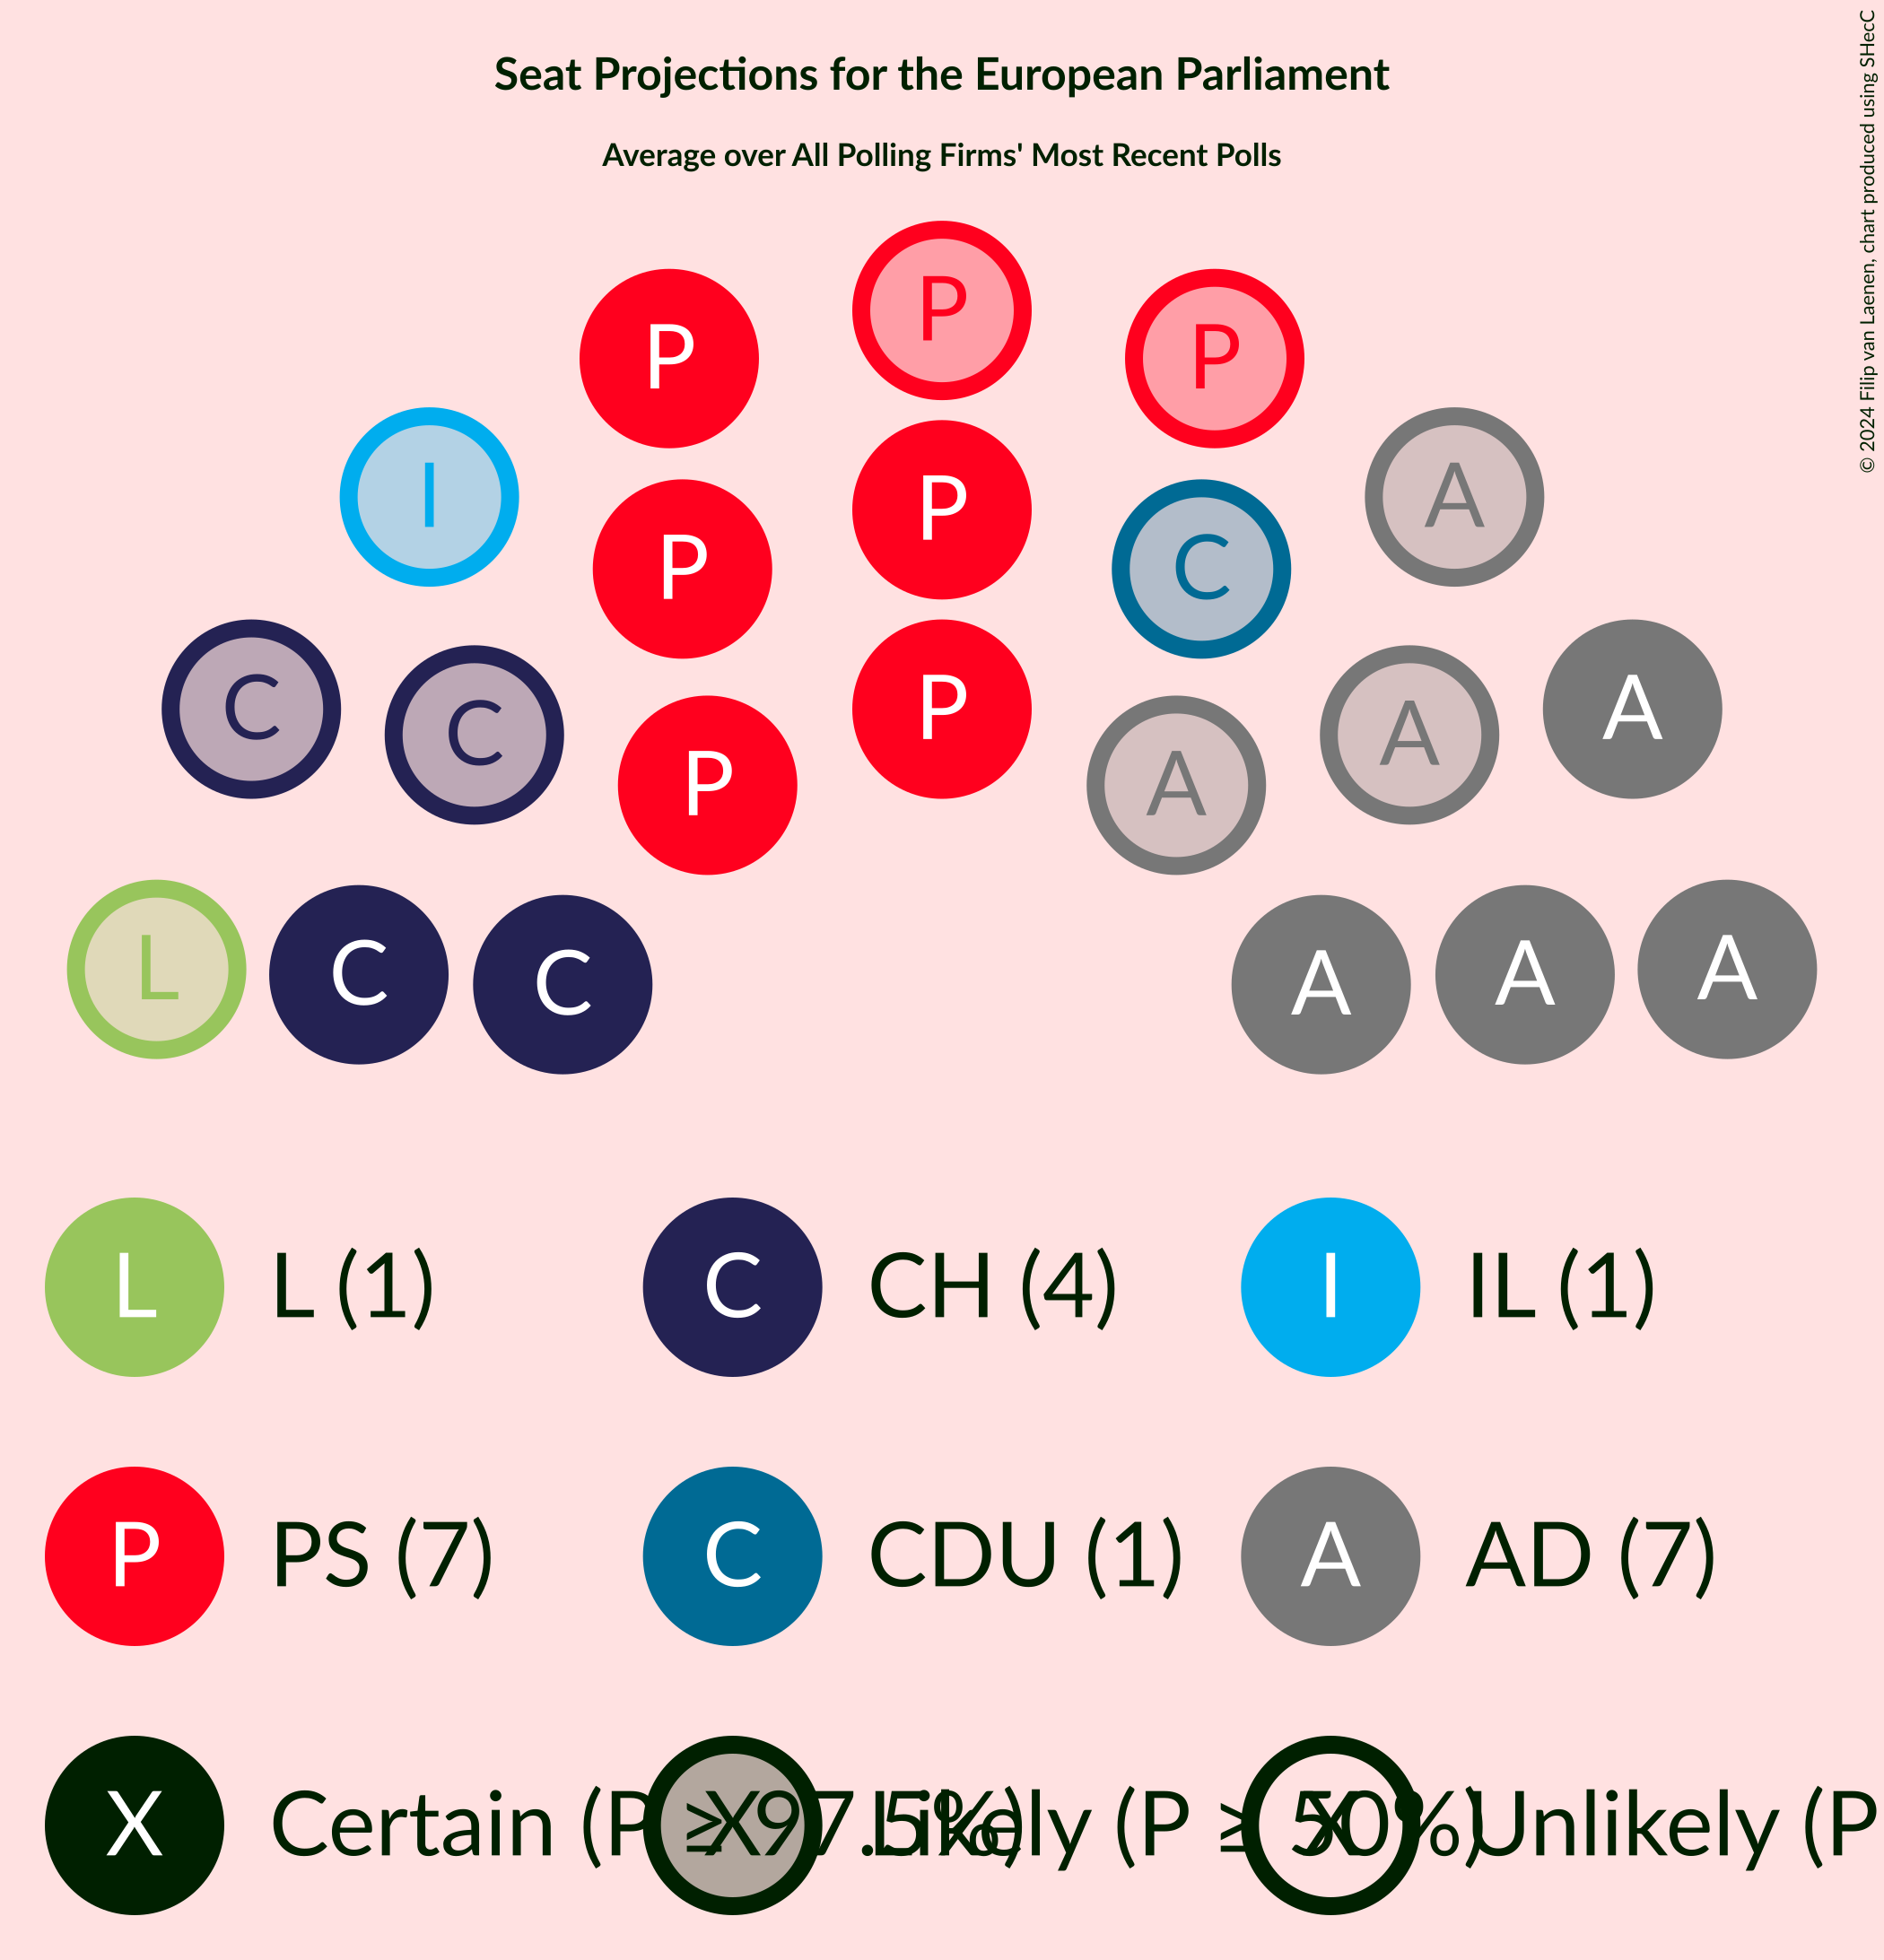 Seat Projections for the European Parliament
Average over All Polling Firms' Most Recent Polls
© 2024 Filip van Laenen, chart produced using SHecC
P
P P
I A
P
P C
C C A A
P P A
L C C A A A
L L (1) C CH (4) I IL (1)
P PS (7) C CDU (1) A AD (7)
X Certain (P ≥ 97.5%) X Likely (P ≥ 50%) X Unlikely (P